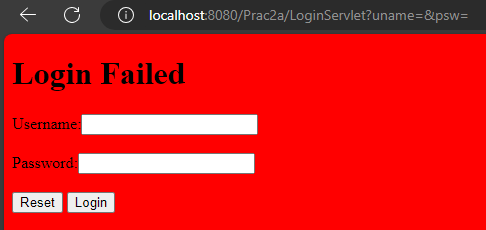 localhost:8080/Prac2a/LoginServlet?uname=&psw=
Login Failed
Username:
Password:
Reset Login